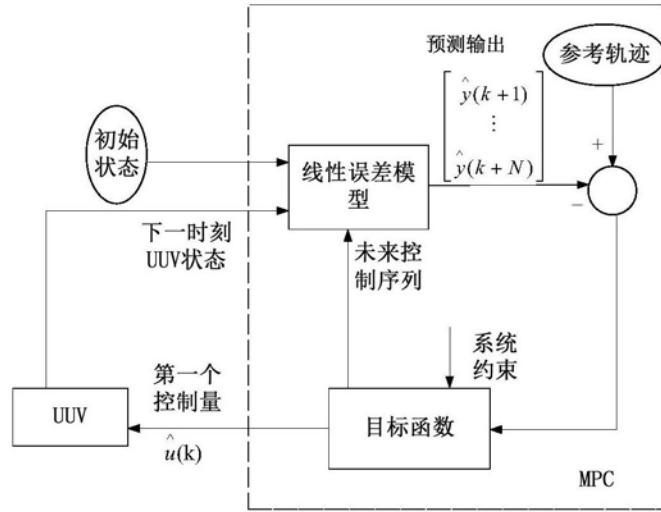 预测输出
参考轨迹
^
y(k+1)
⋮
^
y(k+N)
+
−
初始
状态
线性误差模
型
下一时刻
UUV状态
未来控
制序列
系统
约束
第一个
控制量
UUV
^
u(k)
目标函数
MPC